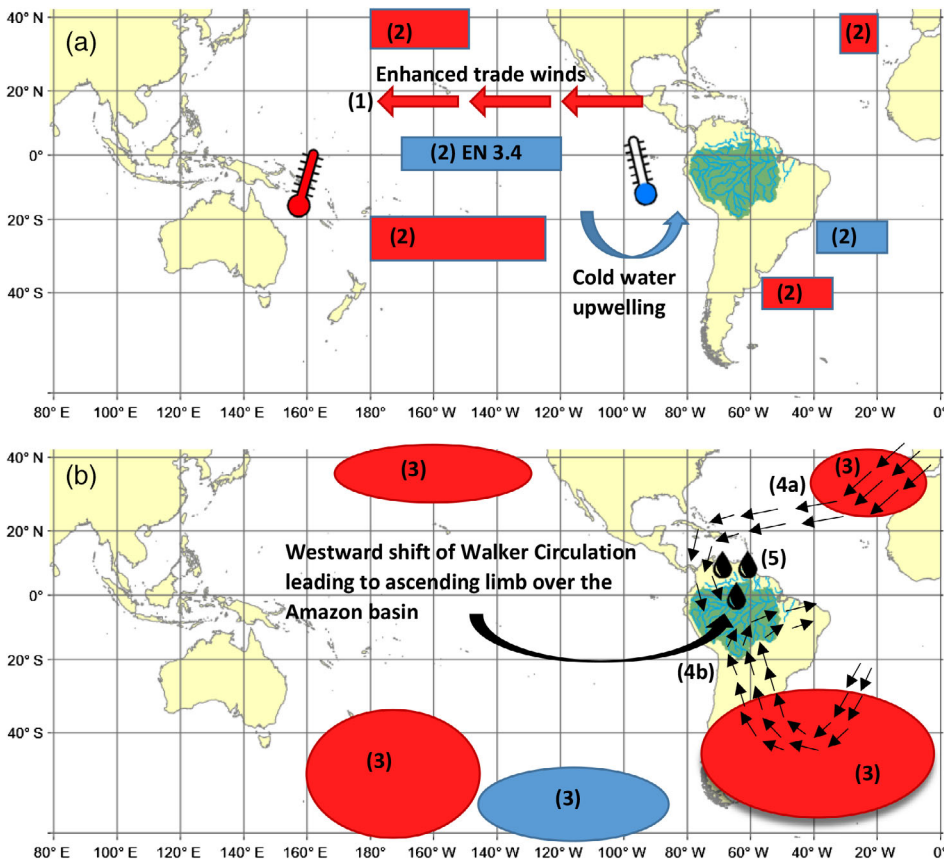 (a)
40° N
20° N
0°
20° S
40° S
(2)
(2)
Enhanced trade winds
(1)
(2) EN 3.4
(2)
(2)
(2)
Cold water
upwelling
80° E 100° E 120° E 140° E 160° E 180° 160° W 140° W 120° W 100° W 80° W 60° W 40° W 20° W 0°
(b)
40° N
20° N
0°
20° S
40° S
(3)
(3)
(4a)
(5)
Westward shift of Walker Circulation
leading to ascending limb over the
Amazon basin
(4b)
(3)
(3)
(3)
80° E 100° E 120° E 140° E 160° E 180° 160° W 140° W 120° W 100° W 80° W 60° W 40° W 20° W 0°